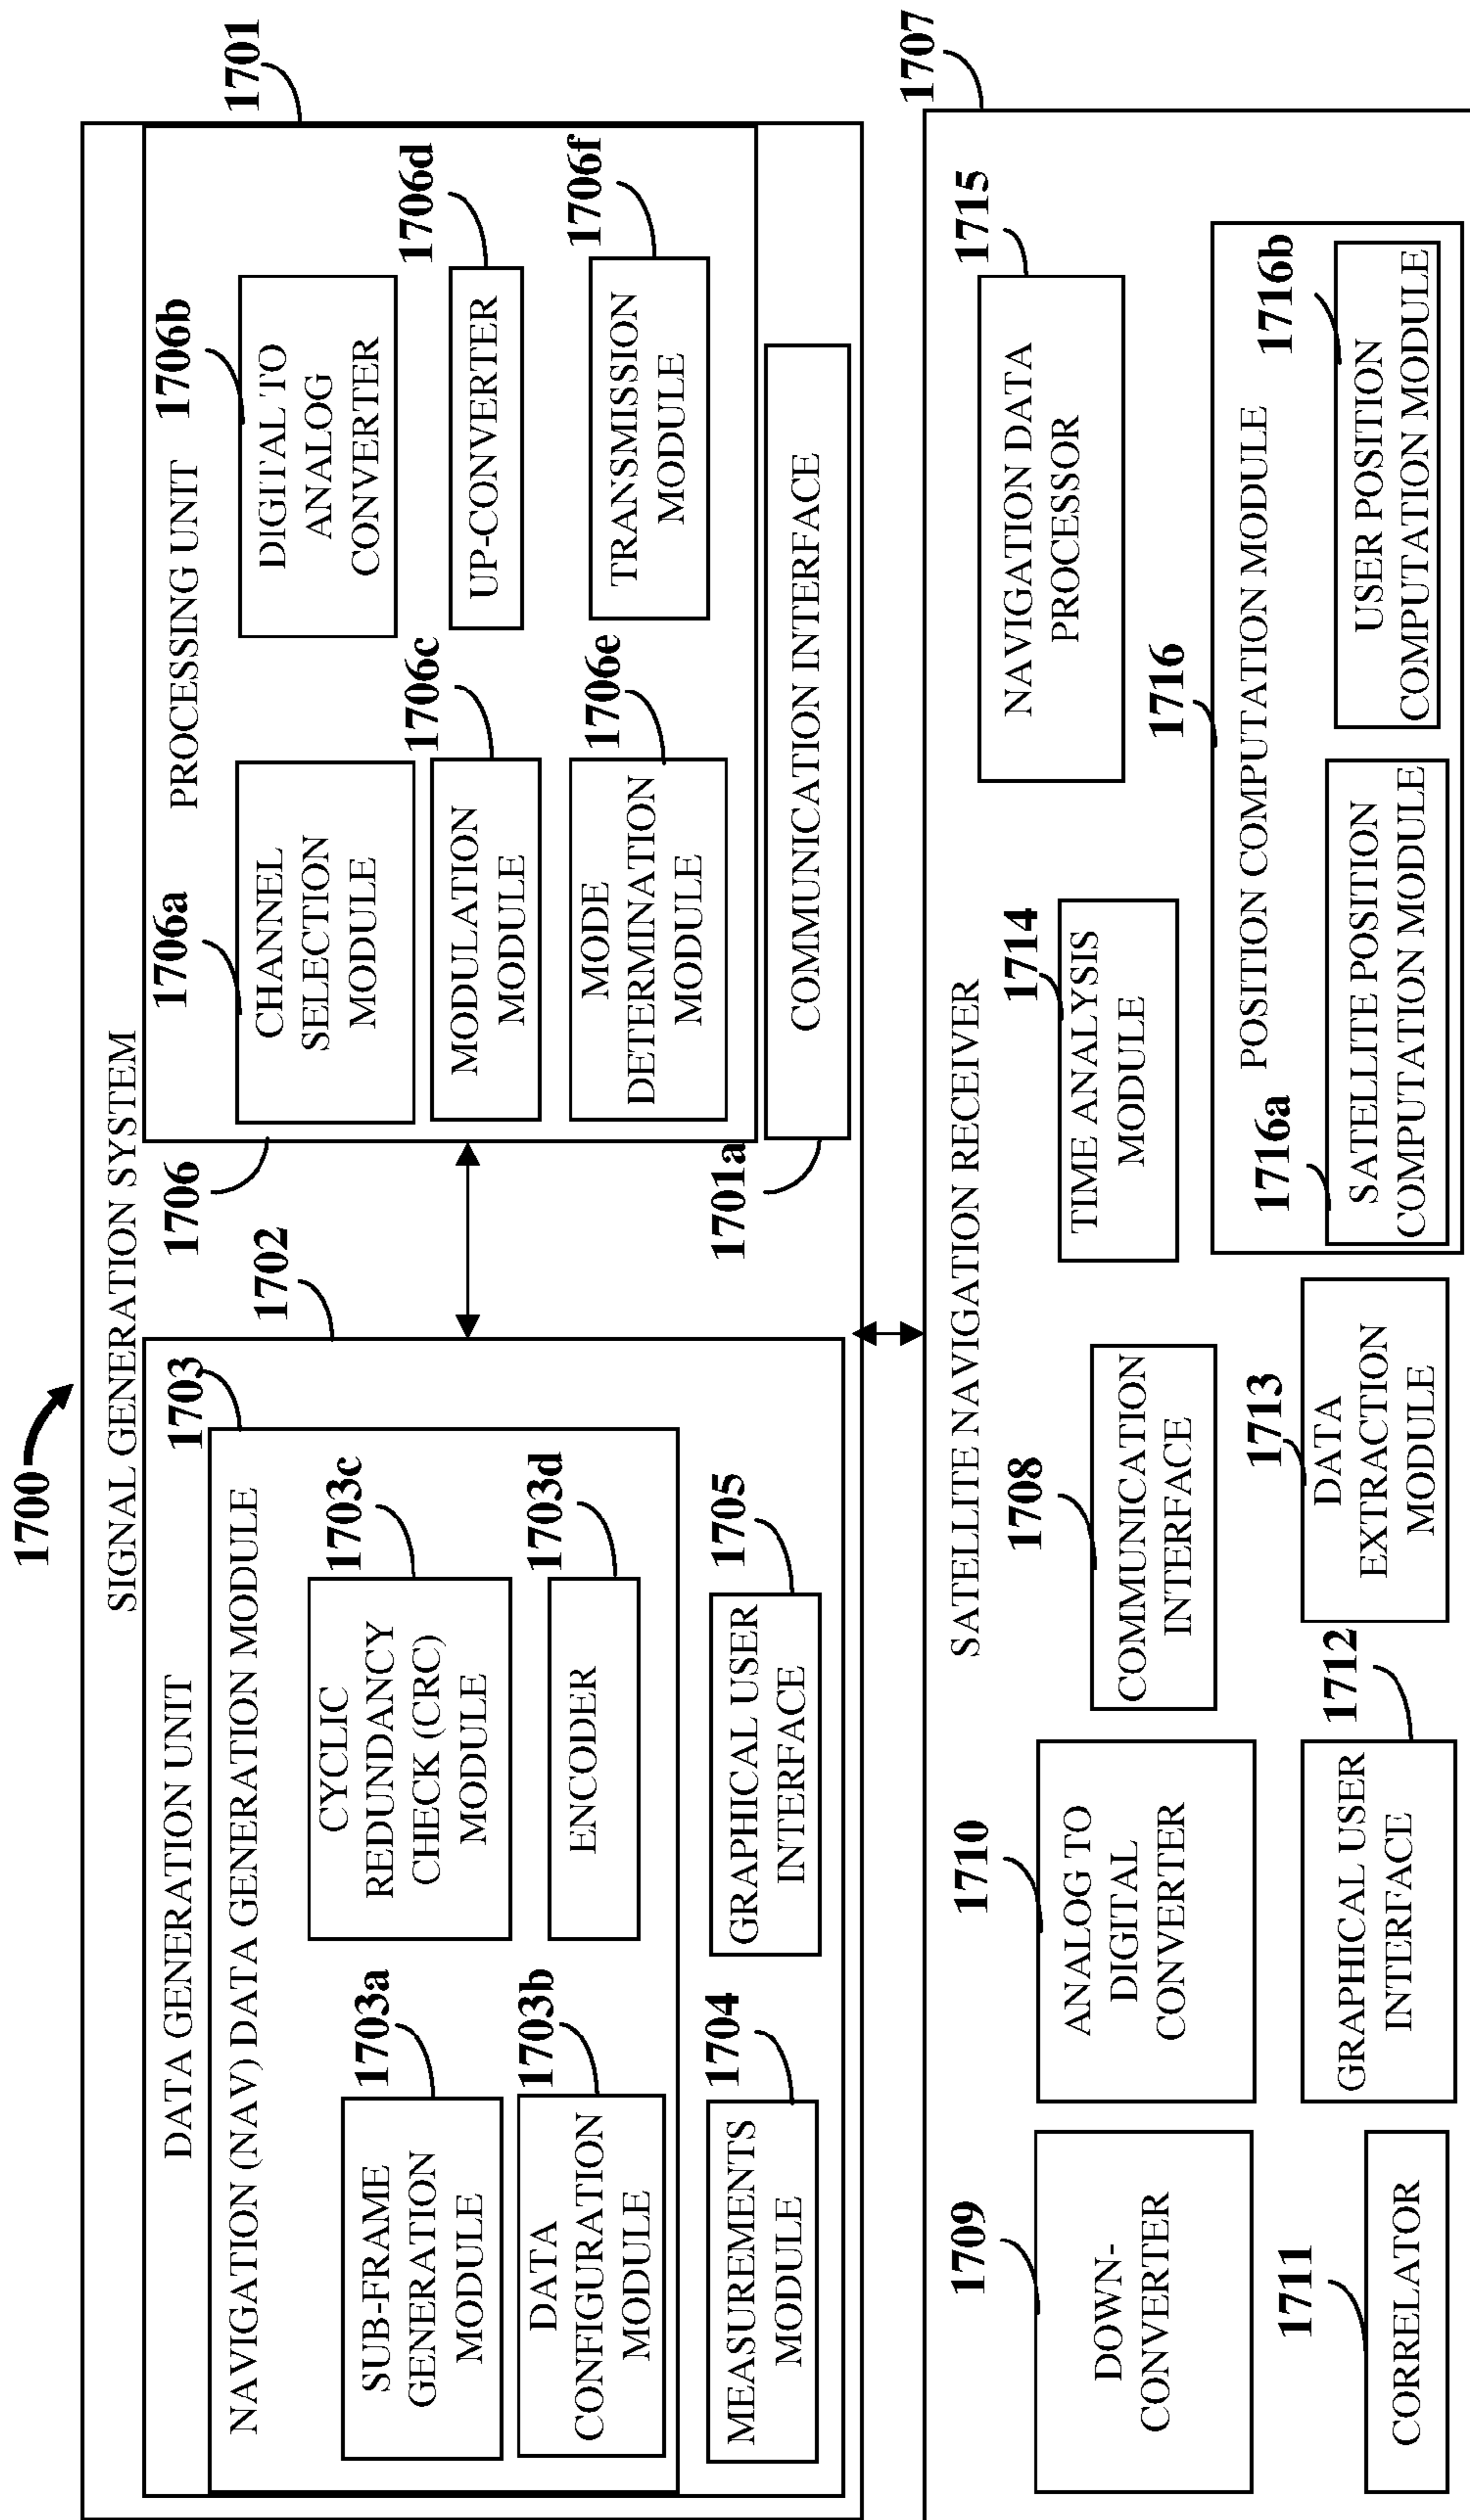 1700
SIGNAL GENERATION SYSTEM
1701
DATA GENERATION UNIT
1702
NAVIGATION (NAV) DATA GENERATION MODULE
1703
SUB-FRAME
GENERATION
MODULE
1703a
CYCLIC
REDUNDANCY
CHECK (CRC)
MODULE
1703c
DATA
CONFIGURATION
MODULE
1703b
ENCODER
1703d
MEASUREMENTS
MODULE
1704
GRAPHICAL USER
INTERFACE
1705
1706
PROCESSING UNIT
1706a
CHANNEL
SELECTION
MODULE
1706b
DIGITAL TO
ANALOG
CONVERTER
1706c
MODULATION
MODULE
1706d
UP-CONVERTER
1706e
MODE
DETERMINATION
MODULE
1706f
TRANSMISSION
MODULE
1701a
COMMUNICATION INTERFACE
SATELLITE NAVIGATION RECEIVER
1707
1709
DOWN-
CONVERTER
1710
ANALOG TO
DIGITAL
CONVERTER
1708
COMMUNICATION
INTERFACE
1714
TIME ANALYSIS
MODULE
1715
NAVIGATION DATA
PROCESSOR
1711
CORRELATOR
1712
GRAPHICAL USER
INTERFACE
1713
DATA
EXTRACTION
MODULE
1716
POSITION COMPUTATION MODULE
1716a
SATELLITE POSITION
COMPUTATION MODULE
1716b
USER POSITION
COMPUTATION MODULE